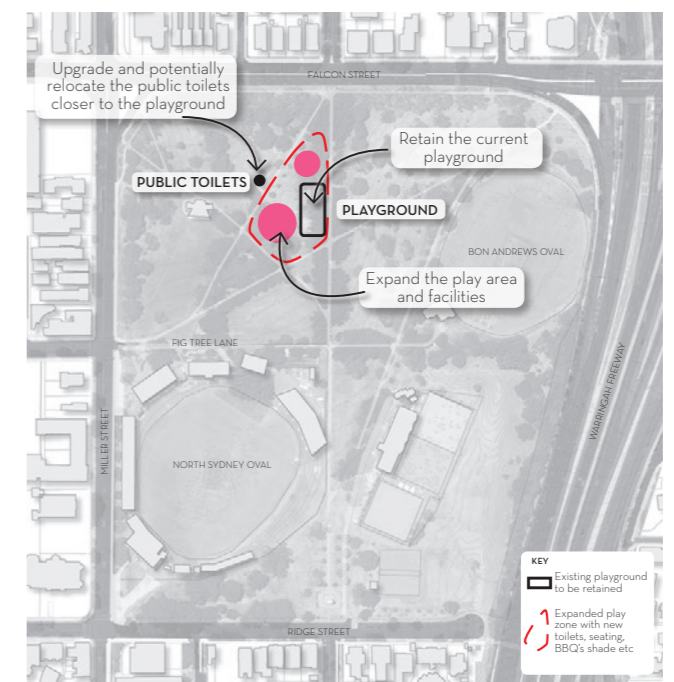 FALCON STREET
Upgrade and potentially
relocate the public toilets
closer to the playground
Retain the current
playground
PUBLIC TOILETS
PLAYGROUND
BON ANDREWS OVAL
Expand the play area
and facilities
FIG TREE LANE
WARRINGAH FREEWAY
MILLER STREET
NORTH SYDNEY OVAL
KEY
Existing playground
to be retained
Expanded play
zone with new
toilets, seating,
BBQ's shade etc
RIDGE STREET